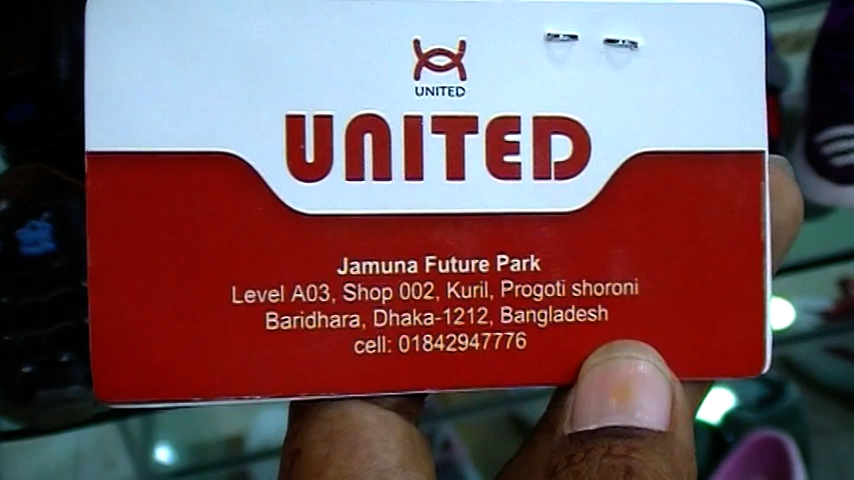 UNITED
UNITED
Jamuna Future Park
Level A03, Shop 002, Kuril, Progoti shoroni
Baridhara, Dhaka-1212, Bangladesh
cell: 01842947776